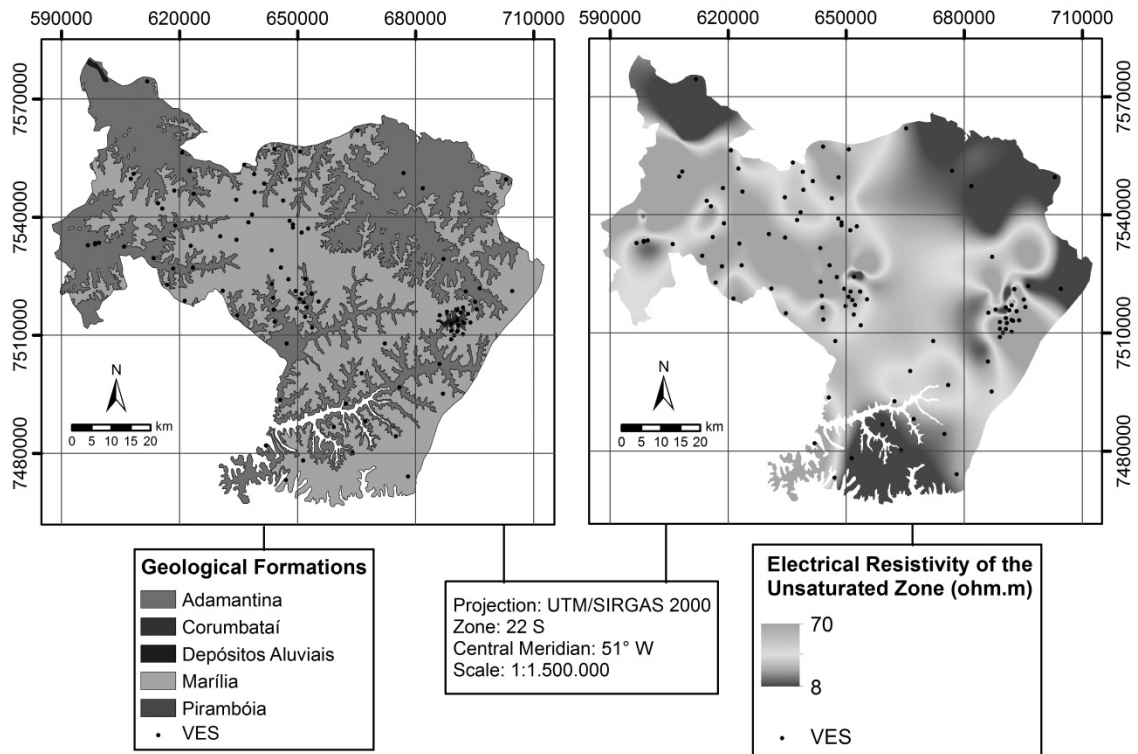 590000 620000 650000 680000 710000
590000 620000 650000 680000 710000
7570000
7540000
7510000
7480000
7570000
7540000
7510000
7480000
N
0 5 10 15 20 km
N
0 5 10 15 20 km
Geological Formations
Adamantina
Corumbataí
Depósitos Aluviais
Marília
Pirambóia
VES
Projection: UTM/SIRGAS 2000
Zone: 22 S
Central Meridian: 51° W
Scale: 1:1.500.000
Electrical Resistivity of the
Unsaturated Zone (ohm.m)
70
8
VES